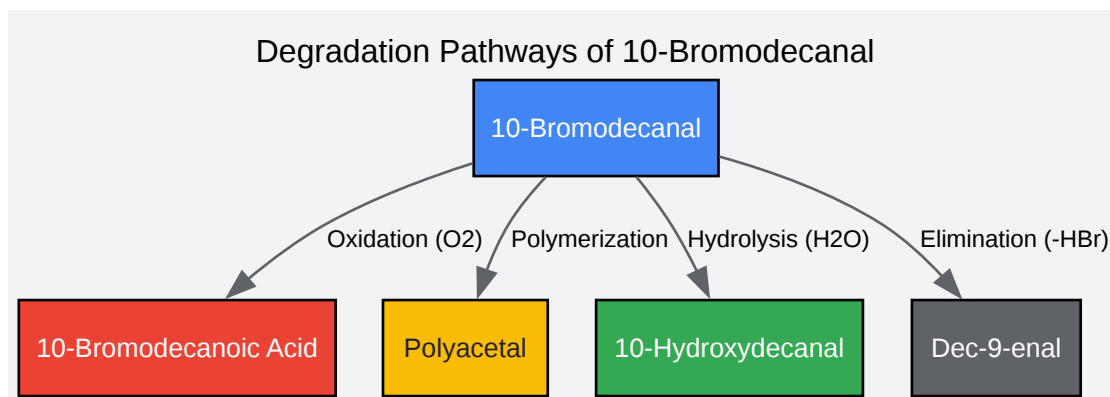 Degradation Pathways of 10-Bromodecanal
10-Bromodecanal
Oxidation (O2)
Polymerization
Hydrolysis (H2O)
Elimination (-HBr)
10-Bromodecanoic Acid
Polyacetal
10-Hydroxydecanal
Dec-9-enal